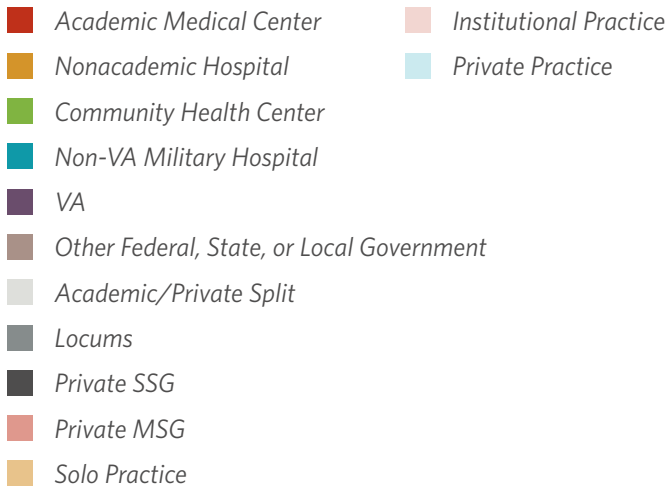 Academic Medical Center
Nonacademic Hospital
Community Health Center
Non-VA Military Hospital
VA
Other Federal, State, or Local Government
Academic/Private Split
Locums
Private SSG
Private MSG
Solo Practice
Institutional Practice
Private Practice